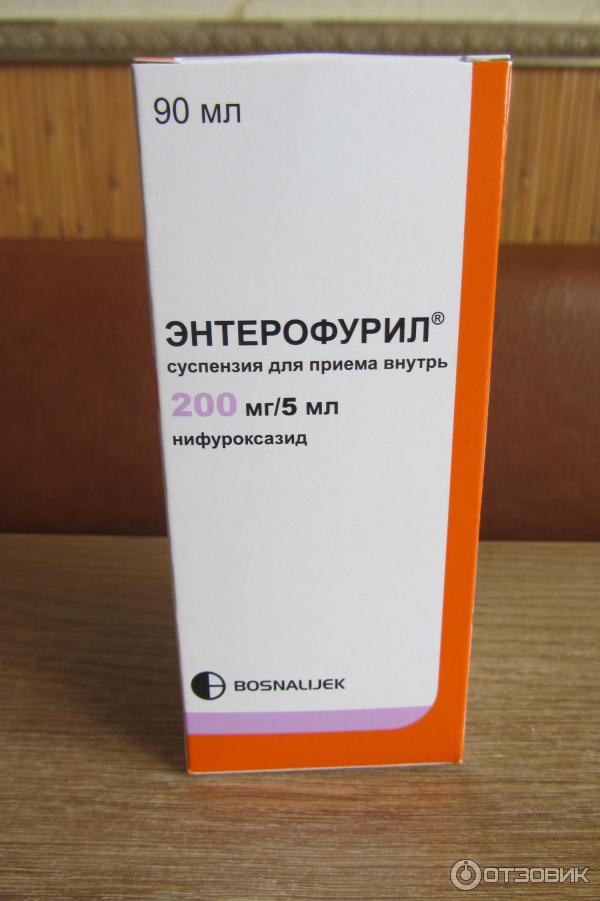 90 мл
ЭНТЕРОФУРИЛ®
суспензия для приема внутрь
200 мг/5 мл
нифуроксазид
BOSNALIJEK
ОТЗОВИК